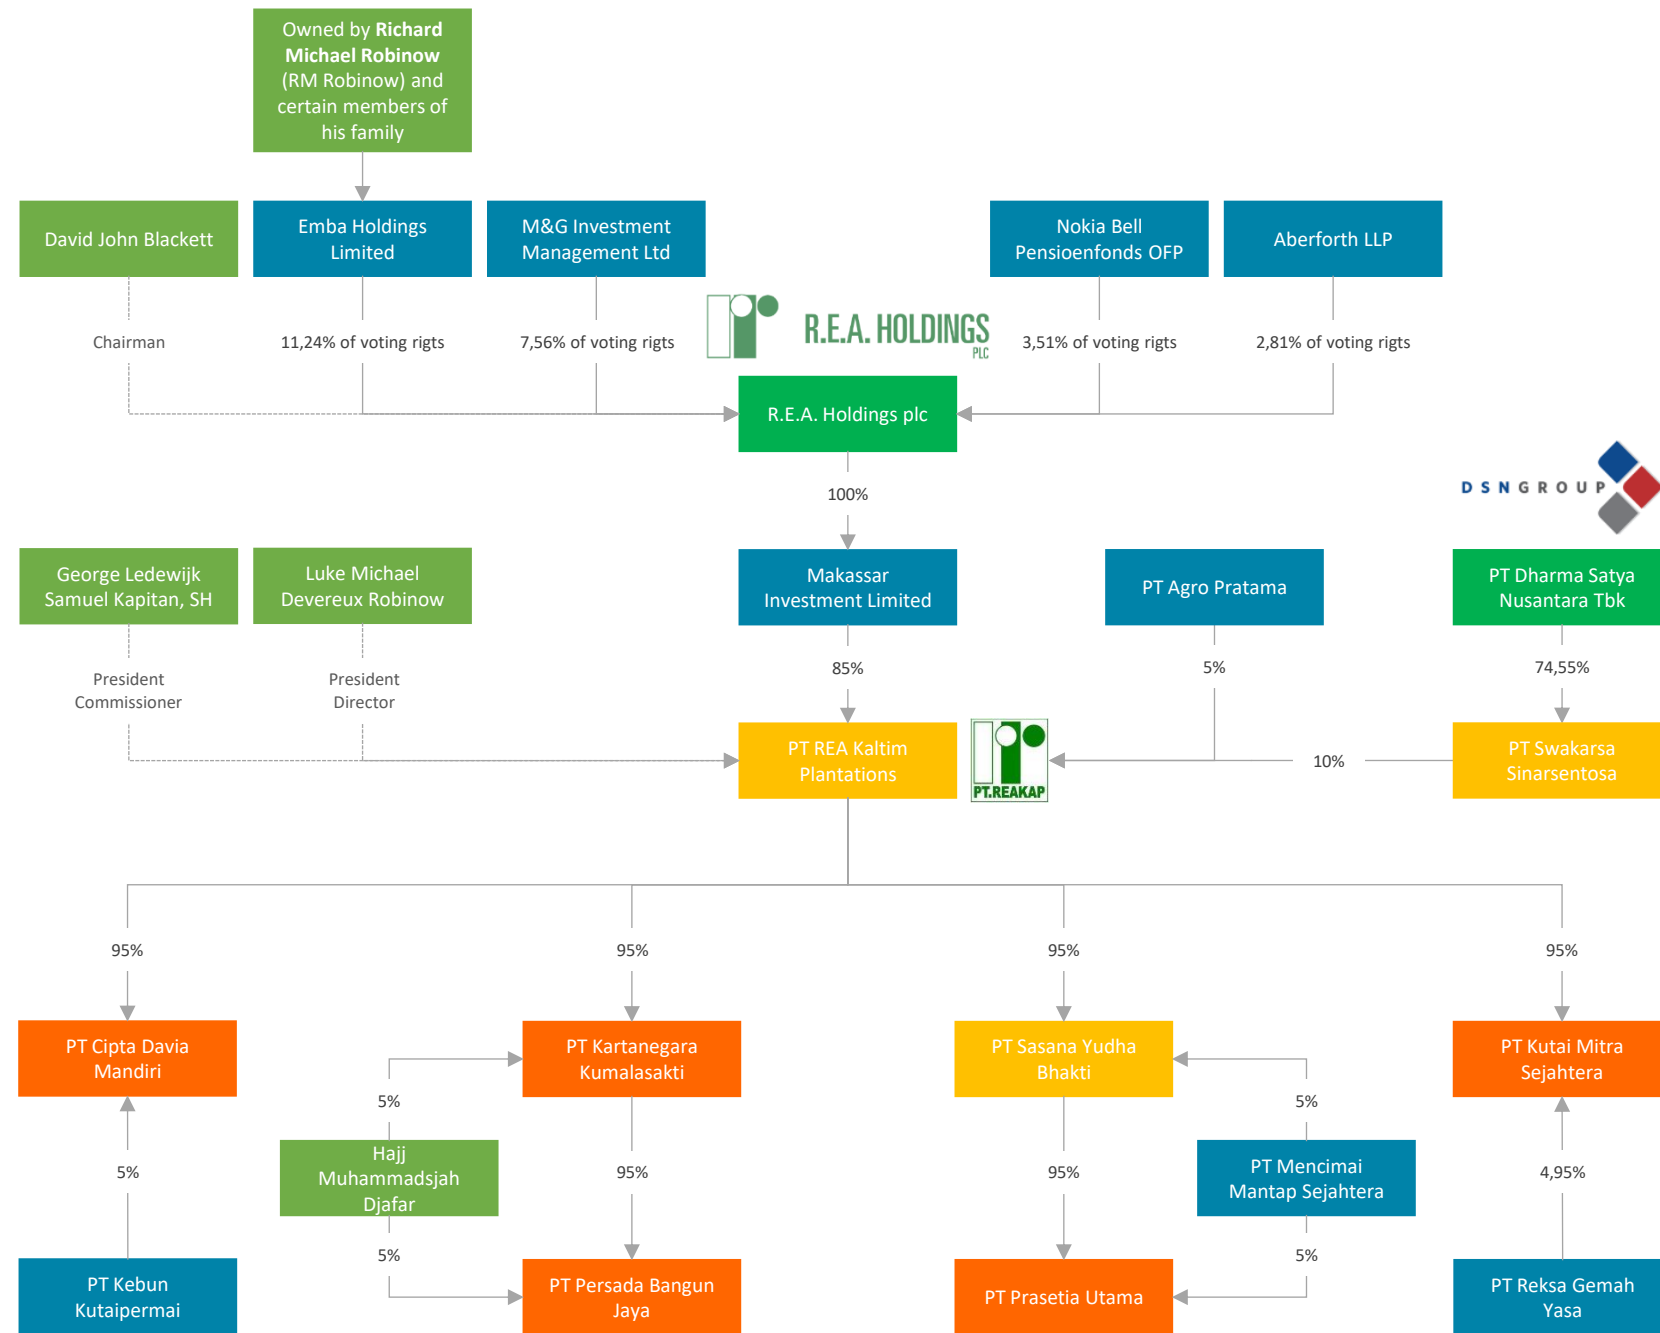 Owned by Richard
Michael Robinow
(RM Robinow) and
certain members of
his family
David John Blackett
Emba Holdings
Limited
M&G Investment
Management Ltd
Nokia Bell
Pensioenfonds OFP
Aberforth LLP
Chairman
11,24% of voting rigts
7,56% of voting rigts
R.E.A. HOLDINGS
PLC
3,51% of voting rigts
2,81% of voting rigts
R.E.A. Holdings plc
100%
DSNGROUP
George Ledewijk
Samuel Kapitan, SH
Luke Michael
Devereux Robinow
Makassar
Investment Limited
PT Agro Pratama
PT Dharma Satya
Nusantara Tbk
President
Commissioner
President
Director
85%
5%
74,55%
PT REA Kaltim
Plantations
PT.REAKAP
10%
PT Swakarsa
Sinarsentosa
95%
95%
95%
95%
PT Cipta Davia
Mandiri
PT Kartanegara
Kumalasakti
PT Sasana Yudha
Bhakti
PT Kutai Mitra
Sejahtera
5%
5%
5%
Hajj
Muhammadsjah
Djafar
95%
95%
PT Mencimai
Mantap Sejahtera
4,95%
5%
5%
PT Kebun
Kutaipermai
PT Persada Bangun
Jaya
PT Prasetia Utama
PT Reksa Gemah
Yasa